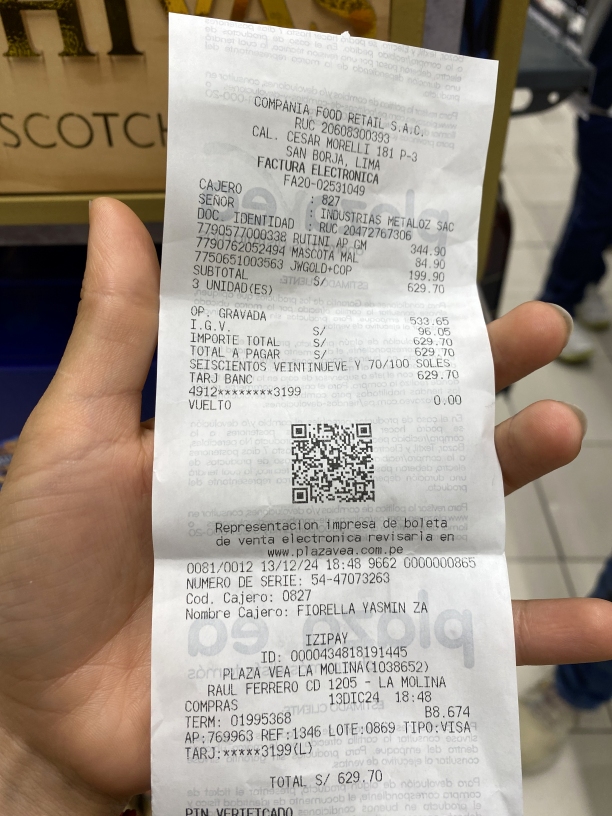 HIVAS
SCOTCH
COMPANIA FOOD RETAIL S.A.C.
RUC 20608300393
CAL. CESAR MORELLI 181 P-3
SAN BORJA, LIMA
FACTURA ELECTRONICA
FA20-02531049
CAJERO : 827
SEÑOR : INDUSTRIAS METALOZ SAC
DOC. IDENTIDAD : RUC 20472767306
7790577000338 RUTINI AP GM 344.90
7790762052494 MASCOTA MAL 84.90
7750651003563 JWGOLD+COP 199.90
SUBTOTAL S/ 629.70
3 UNIDAD(ES)
OP. GRAVADA 533.65
I.G.V. S/ 96.05
IMPORTE TOTAL S/ 629.70
TOTAL A PAGAR S/ 629.70
SEISCIENTOS VEINTINUEVE Y 70/100 SOLES
TARJ BANC 629.70
4912********3199
VUELTO 0.00
Representacion impresa de boleta
de venta electronica revisarla en
www.plazavea.com.pe
0081/0012 13/12/24 18:48 9662 0000000865
NUMERO DE SERIE: 54-47073263
Cod. Cajero: 0827
Nombre Cajero: FIORELLA YASMIN ZA
IZIPAY
ID: 0000434818191445
PLAZA VEA LA MOLINA(1038652)
RAUL FERRERO CD 1205 - LA MOLINA
COMPRAS 13DIC24 18:48
TERM: 01995368 B8.674
AP:769963 REF:1346 LOTE:0869 TIPO:VISA
TARJ:*****3199(L)
TOTAL S/ 629.70
PIN VERIFICADO